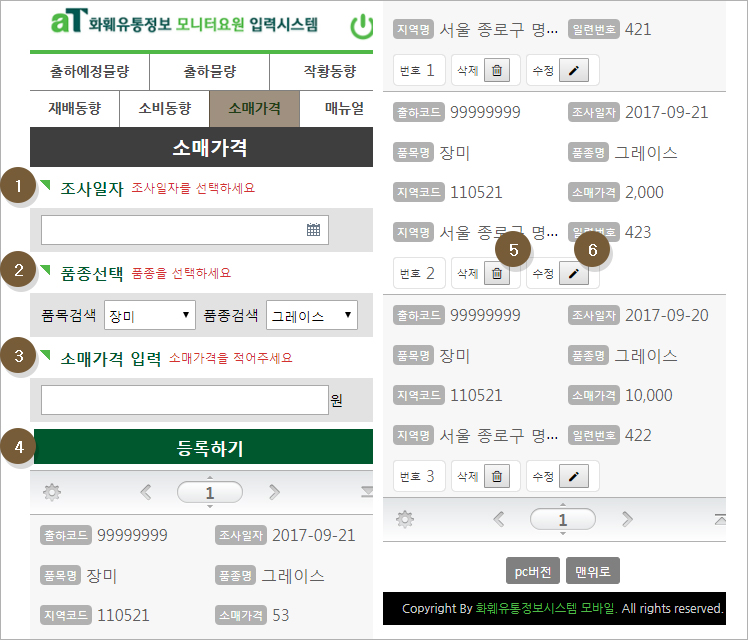 aT 화훼유통정보 모니터요원 입력시스템
출하예정물량 출하물량 작황동향
재배동향 소비동향 소매가격 매뉴얼
소매가격
1 조사일자 조사일자를 선택하세요
2 품종선택 품종을 선택하세요
품목검색 장미 품종검색 그레이스
3 소매가격 입력 소매가격을 적어주세요
원
4 등록하기
1
출하코드 99999999 조사일자 2017-09-21
품목명 장미 품종명 그레이스
지역코드 110521 소매가격 53
지역명 서울 종로구 명... 일련번호 421
번호 1 삭제 수정
출하코드 99999999 조사일자 2017-09-21
품목명 장미 품종명 그레이스
지역코드 110521 소매가격 2,000
지역명 서울 종로구 명... 일련번호 423
5 6
번호 2 삭제 수정
출하코드 99999999 조사일자 2017-09-20
품목명 장미 품종명 그레이스
지역코드 110521 소매가격 10,000
지역명 서울 종로구 명... 일련번호 422
번호 3 삭제 수정
1
pc버전 맨위로
Copyright By 화훼유통정보시스템 모바일. All rights reserved.